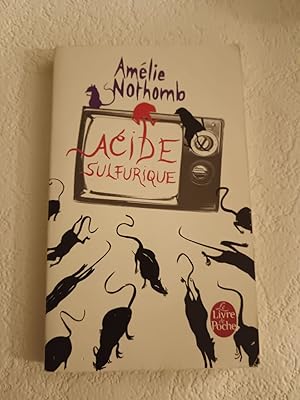 Amélie
Nothomb
ACIDE
SULFURIQUE
Le
Livre
de
Poche